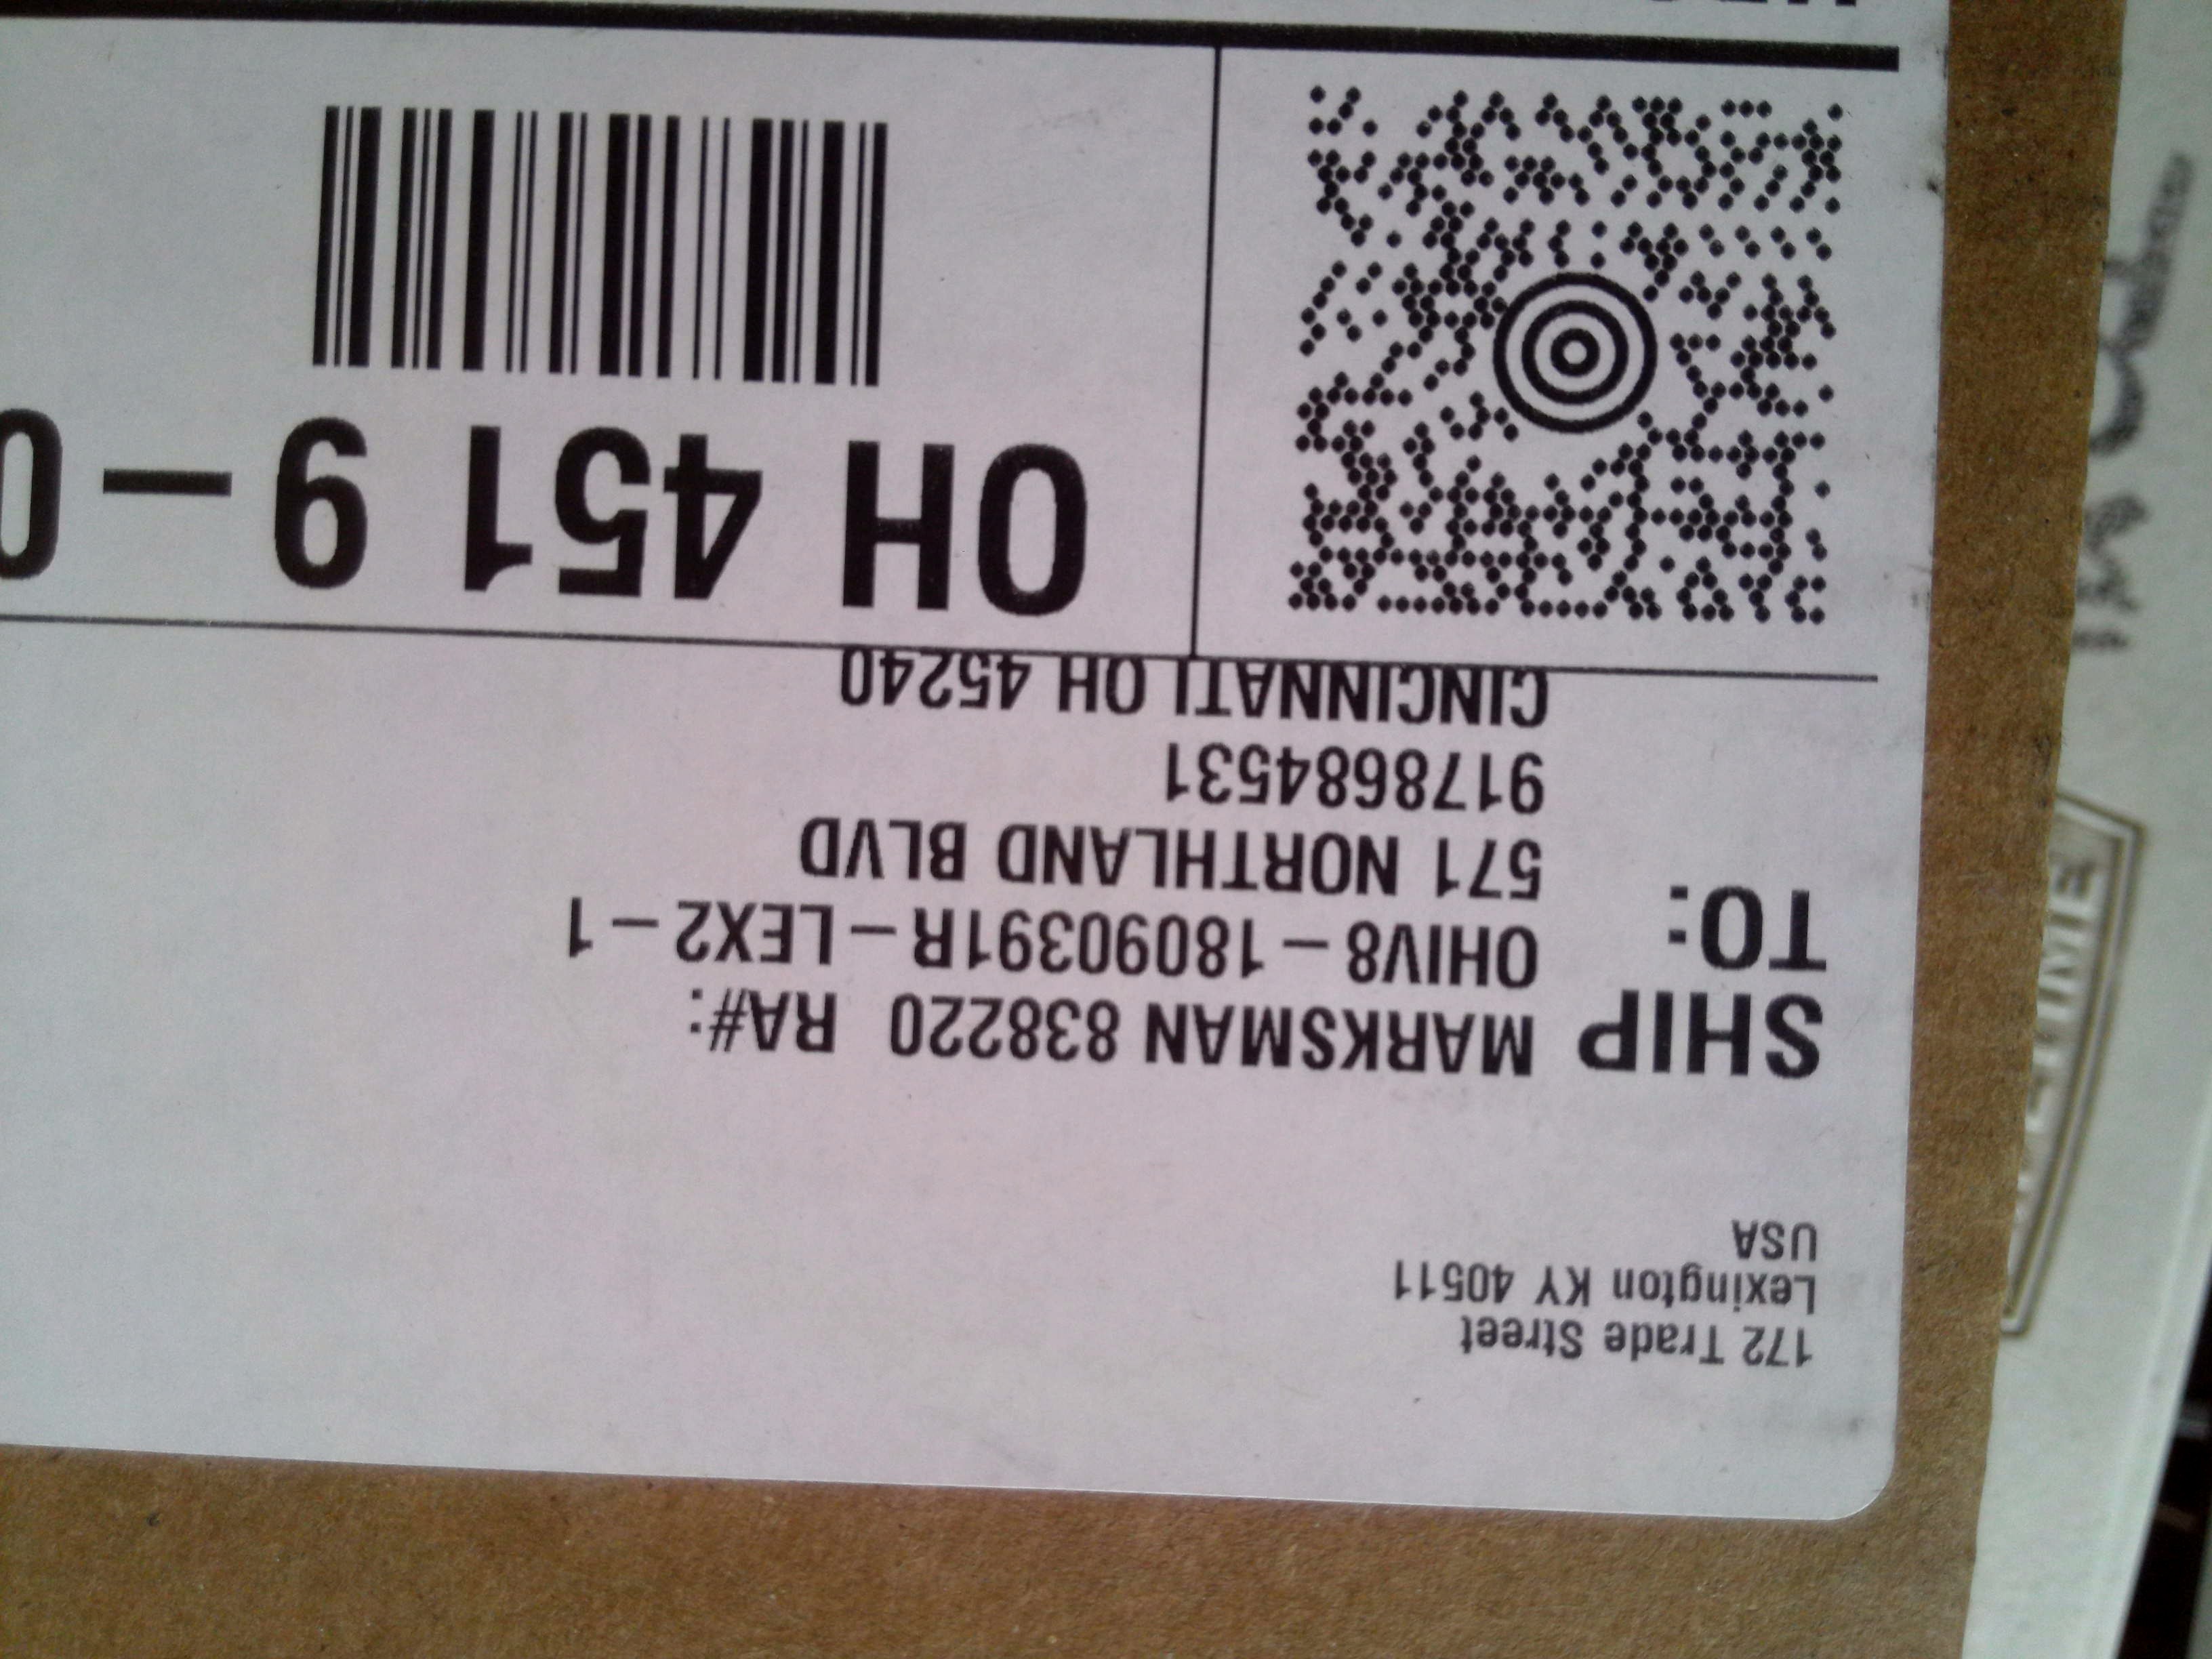 172 Trade Street
Lexington KY 40511
USA
SHIP TO:
MARKSMAN 838220 RA#:
OHIV8-18090391R-LEX2-1
571 NORTHLAND BLVD
9178684531
CINCINNATI OH 45240
OH 451 9-0